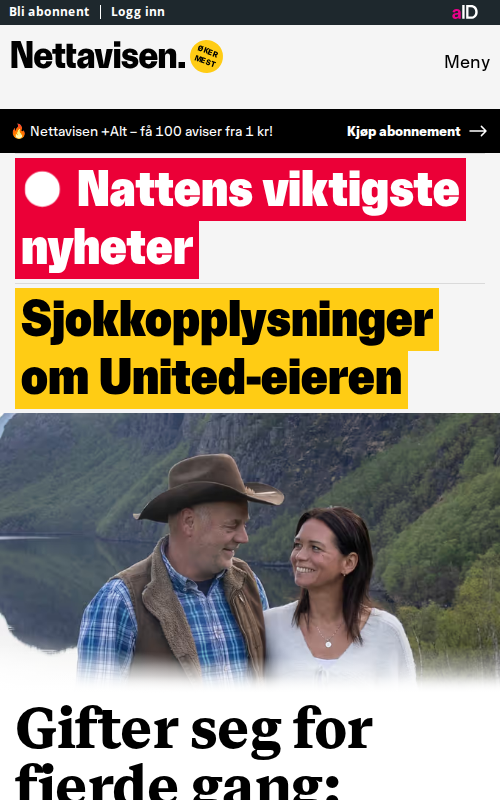 Bli abonnent
Logg inn
aID
Nettavisen.
ØKER
MEST
Meny
🔥 Nettavisen +Alt – få 100 aviser fra 1 kr!
Kjøp abonnement
Nattens viktigste
nyheter
Sjokkopplysninger
om United-eieren
Gifter seg for
fjerde gang: